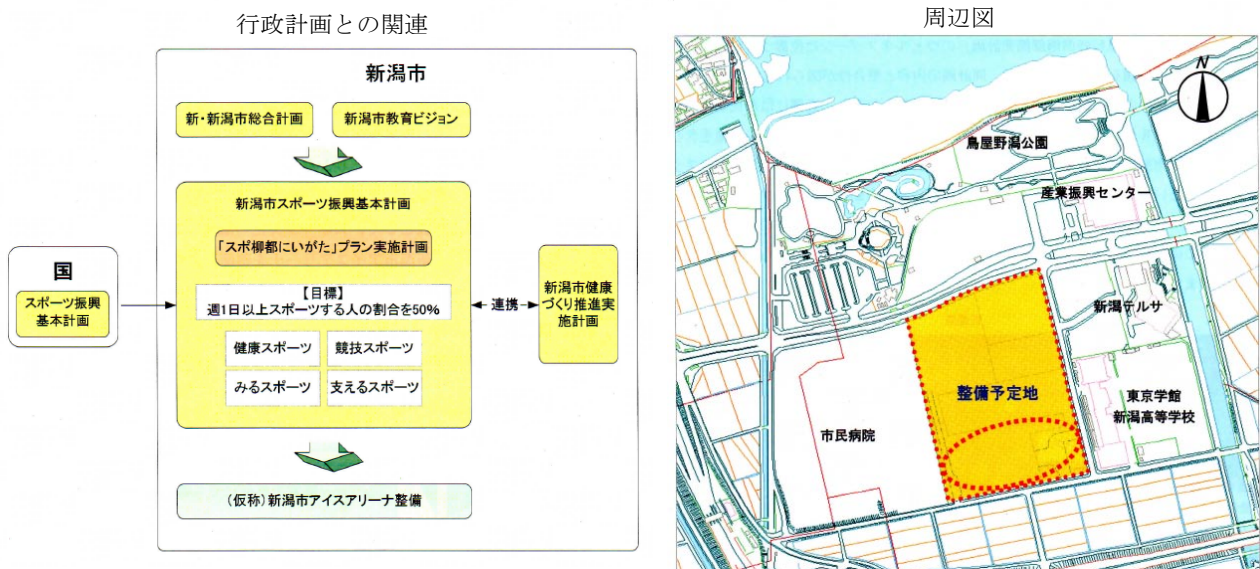 行政計画との関連
新潟市
新・新潟市総合計画
新潟市教育ビジョン
新潟市スポーツ振興基本計画
「スポ柳都にいがた」プラン実施計画
【目標】
週1日以上スポーツする人の割合を50%
健康スポーツ
競技スポーツ
みるスポーツ
支えるスポーツ
国
スポーツ振興
基本計画
連携
新潟市健康
づくり推進実
施計画
(仮称)新潟市アイスアリーナ整備
周辺図
N
鳥屋野潟公園
産業振興センター
新潟テルサ
整備予定地
市民病院
東京学館
新潟高等学校